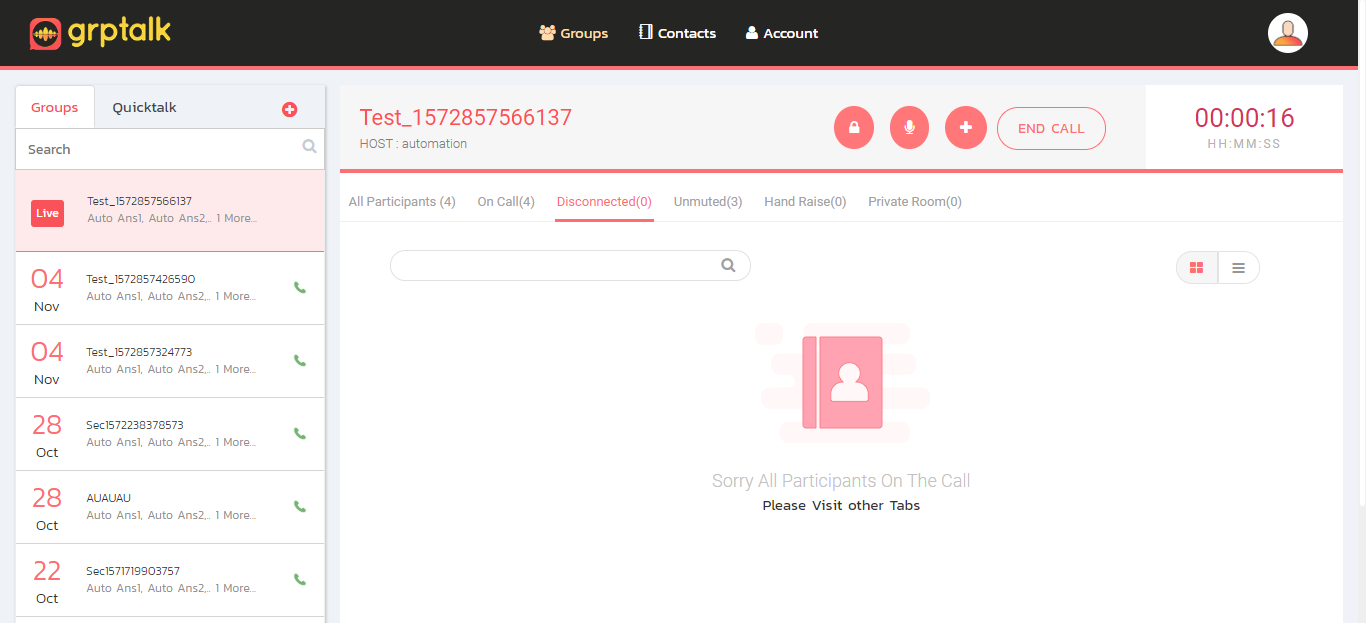 grptalk
Groups
Contacts
Account
Groups
Quicktalk
Search
Live
Test_1572857566137
Auto Ans1, Auto Ans2,.. 1 More...
04
Nov
Test_1572857426590
Auto Ans1, Auto Ans2,.. 1 More...
04
Nov
Test_1572857324773
Auto Ans1, Auto Ans2,.. 1 More...
28
Oct
Sec1572238378573
Auto Ans1, Auto Ans2,.. 1 More...
28
Oct
AUAUAU
Auto Ans1, Auto Ans2,.. 1 More...
22
Oct
Sec1571719903757
Auto Ans1, Auto Ans2,.. 1 More...
Test_1572857566137
HOST : automation
END CALL
00:00:16
HH:MM:SS
All Participants (4)
On Call(4)
Disconnected(0)
Unmuted(3)
Hand Raise(0)
Private Room(0)
Sorry All Participants On The Call
Please Visit other Tabs